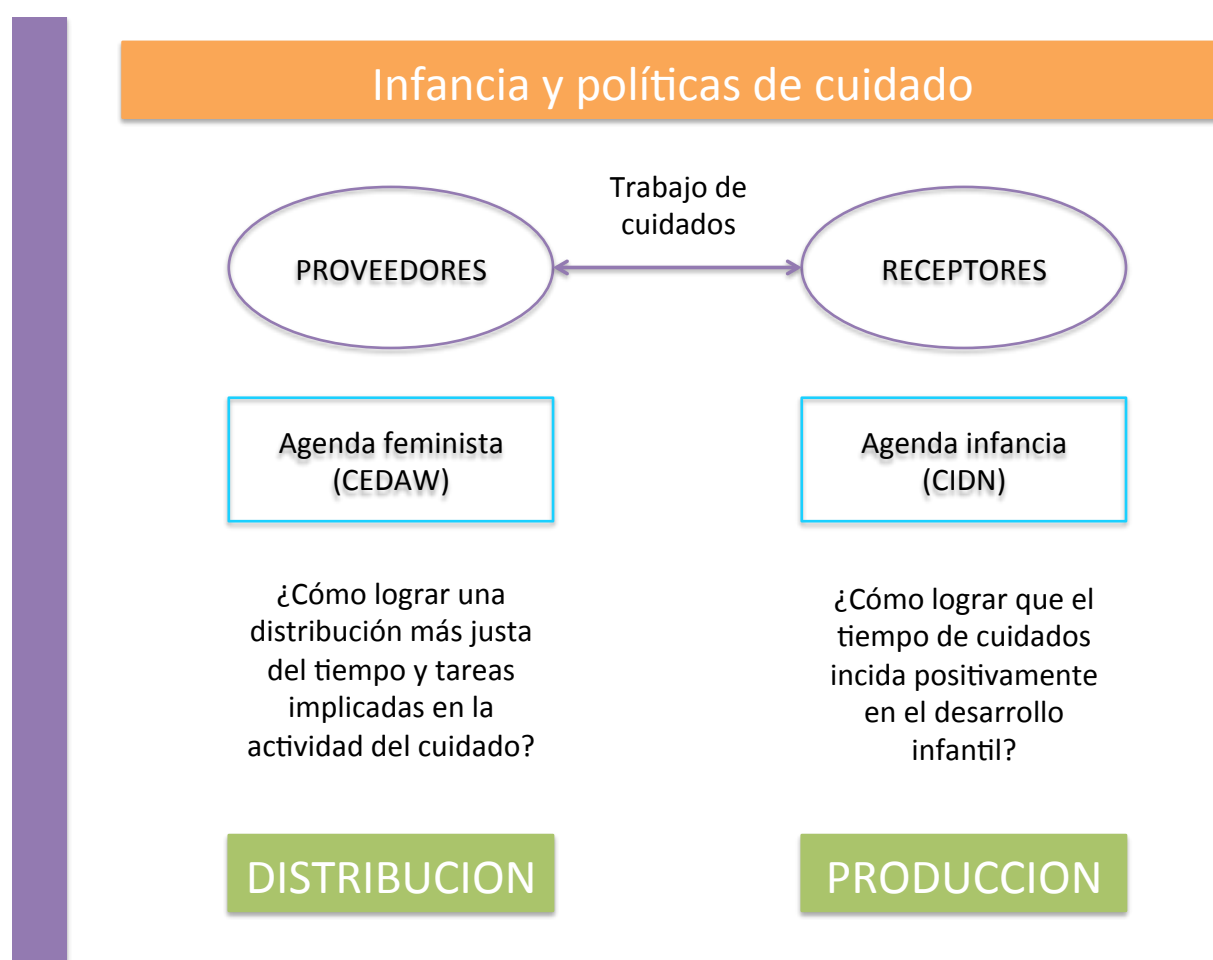 Infancia y políticas de cuidado
Trabajo de
cuidados
PROVEEDORES
RECEPTORES
Agenda feminista
(CEDAW)
Agenda infancia
(CIDN)
¿Cómo lograr una
distribución más justa
del tiempo y tareas
implicadas en la
actividad del cuidado?
¿Cómo lograr que el
tiempo de cuidados
incida positivamente
en el desarrollo
infantil?
DISTRIBUCION
PRODUCCION